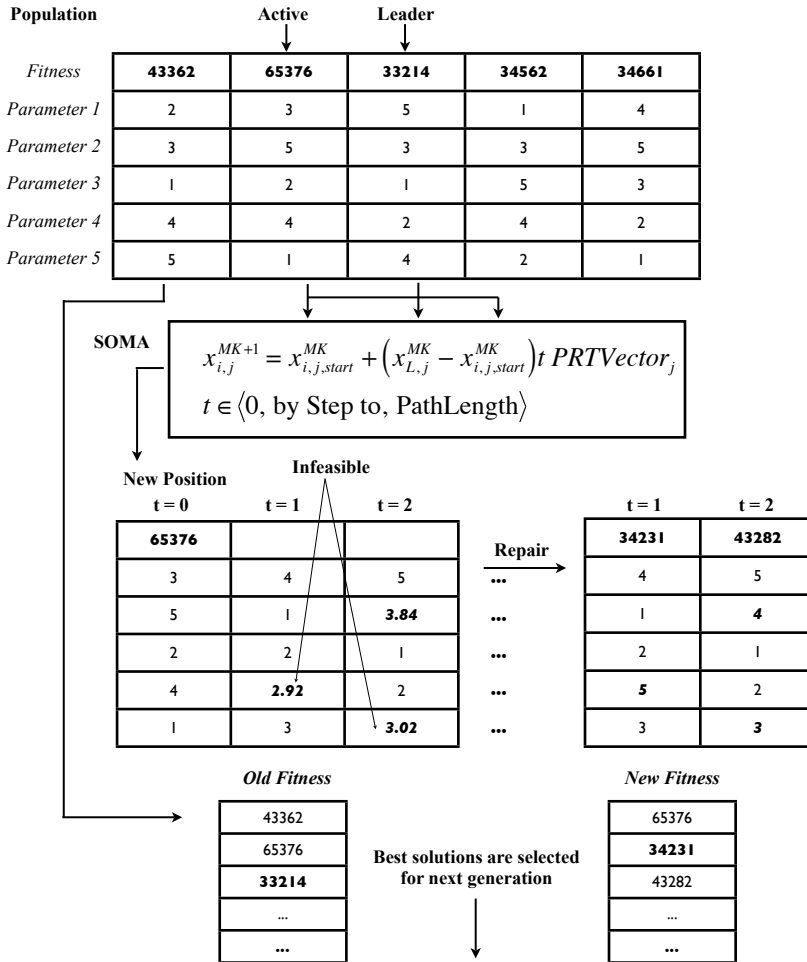 Population Active Leader
Fitness 43362 65376 33214 34562 34661
Parameter 1 2 3 5 1 4
Parameter 2 3 5 3 3 5
Parameter 3 1 2 1 5 3
Parameter 4 4 4 2 4 2
Parameter 5 5 1 4 2 1
SOMA
x_{i,j}^{MK+1} = x_{i,j,start}^{MK} + (x_{L,j}^{MK} − x_{i,j,start}^{MK}) t PRTVector_j
t ∈ ⟨0, by Step to, PathLength⟩
Infeasible
New Position
t = 0 t = 1 t = 2
65376
3 4 5
5 1 3.84
2 2 1
4 2.92 2
1 3 3.02
Repair
...
...
...
...
...
t = 1 t = 2
34231 43282
4 5
1 4
2 1
5 2
3 3
Old Fitness
43362
65376
33214
...
...
Best solutions are selected
for next generation
New Fitness
65376
34231
43282
...
...